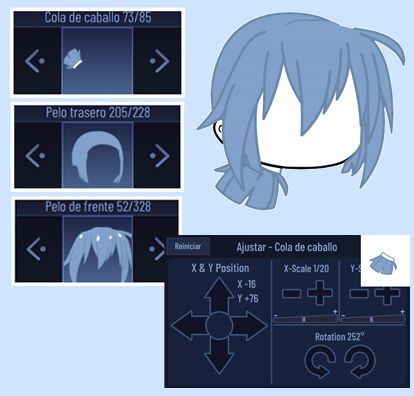 Cola de caballo 73/85
Pelo trasero 205/228
Pelo de frente 52/328
Reiniciar
Ajustar - Cola de caballo
X & Y Position
X -16
Y +76
X-Scale 1/20
Y-S
- +
- +
Rotation 252°